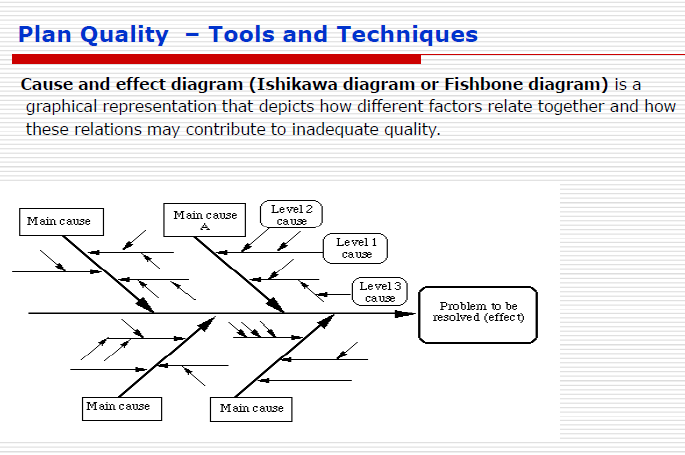 Plan Quality – Tools and Techniques
Cause and effect diagram (Ishikawa diagram or Fishbone diagram) is a
graphical representation that depicts how different factors relate together and how
these relations may contribute to inadequate quality.
Main cause
Main cause
A
Level 2
cause
Level 1
cause
Level 3
cause
Problem to be
resolved (effect)
Main cause
Main cause